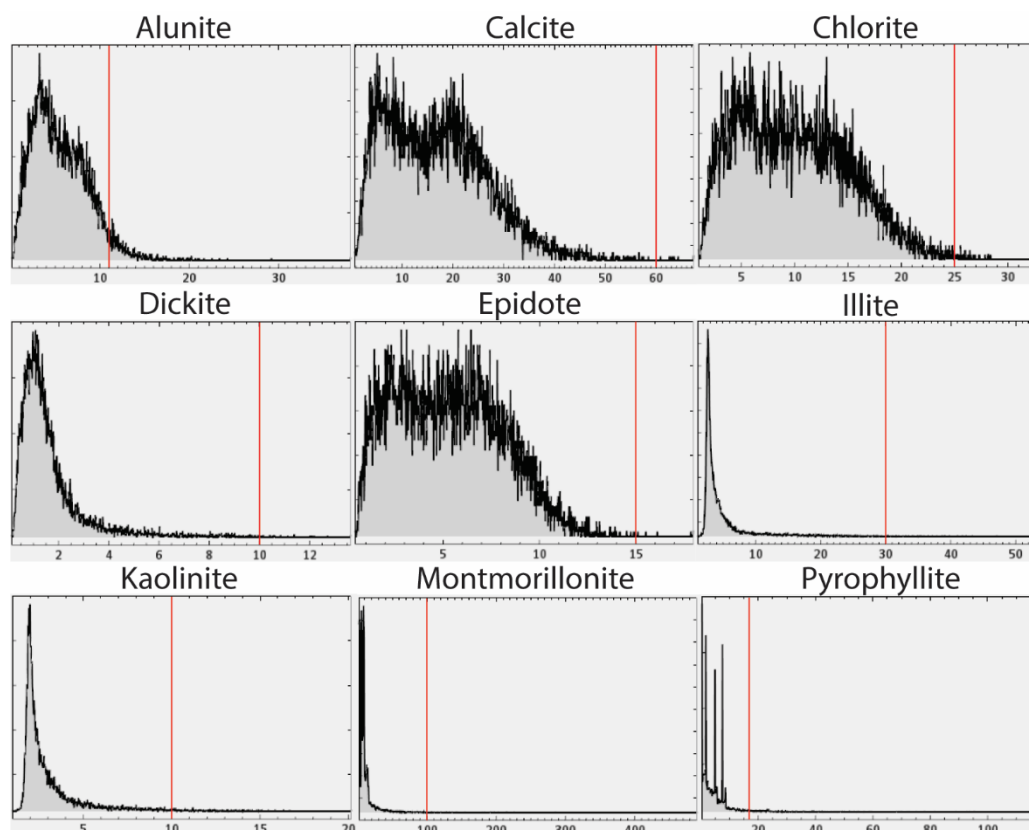 Alunite Calcite Chlorite
10 20 30 10 20 30 40 50 60 5 10 15 20 25 30
Dickite Epidote Illite
2 4 6 8 10 12 5 10 15 10 20 30 40 50
Kaolinite Montmorillonite Pyrophyllite
5 10 15 20 100 200 300 400 20 40 60 80 100